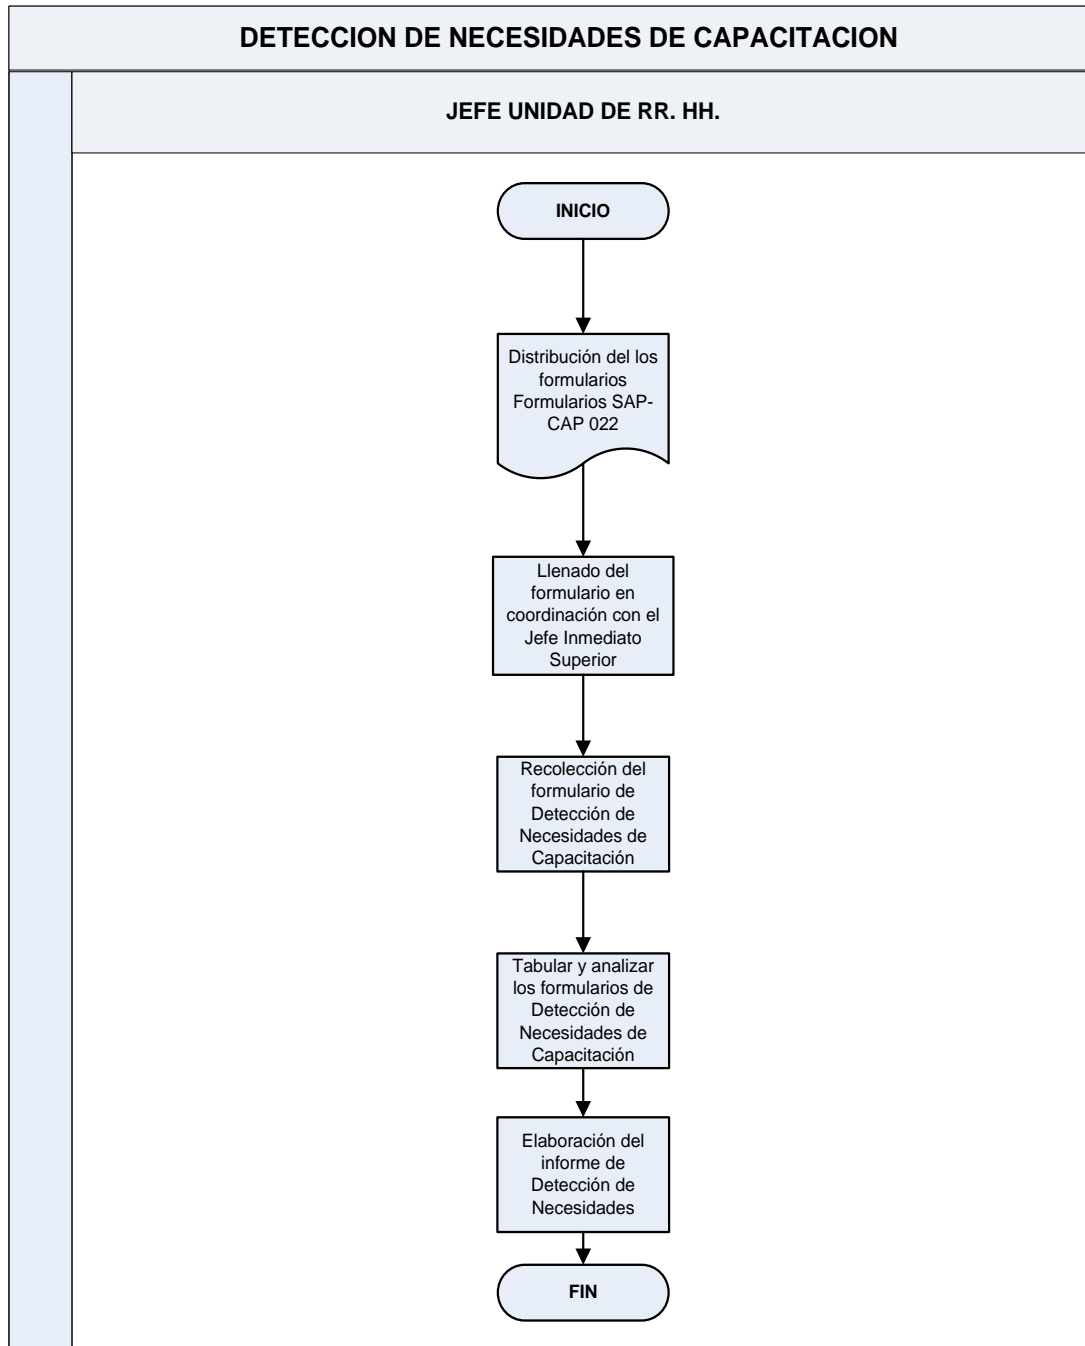 DETECCION DE NECESIDADES DE CAPACITACION
JEFE UNIDAD DE RR. HH.
INICIO
Distribución del los
formularios
Formularios SAP-
CAP 022
Llenado del
formulario en
coordinación con el
Jefe Inmediato
Superior
Recolección del
formulario de
Detección de
Necesidades de
Capacitación
Tabular y analizar
los formularios de
Detección de
Necesidades de
Capacitación
Elaboración del
informe de
Detección de
Necesidades
FIN